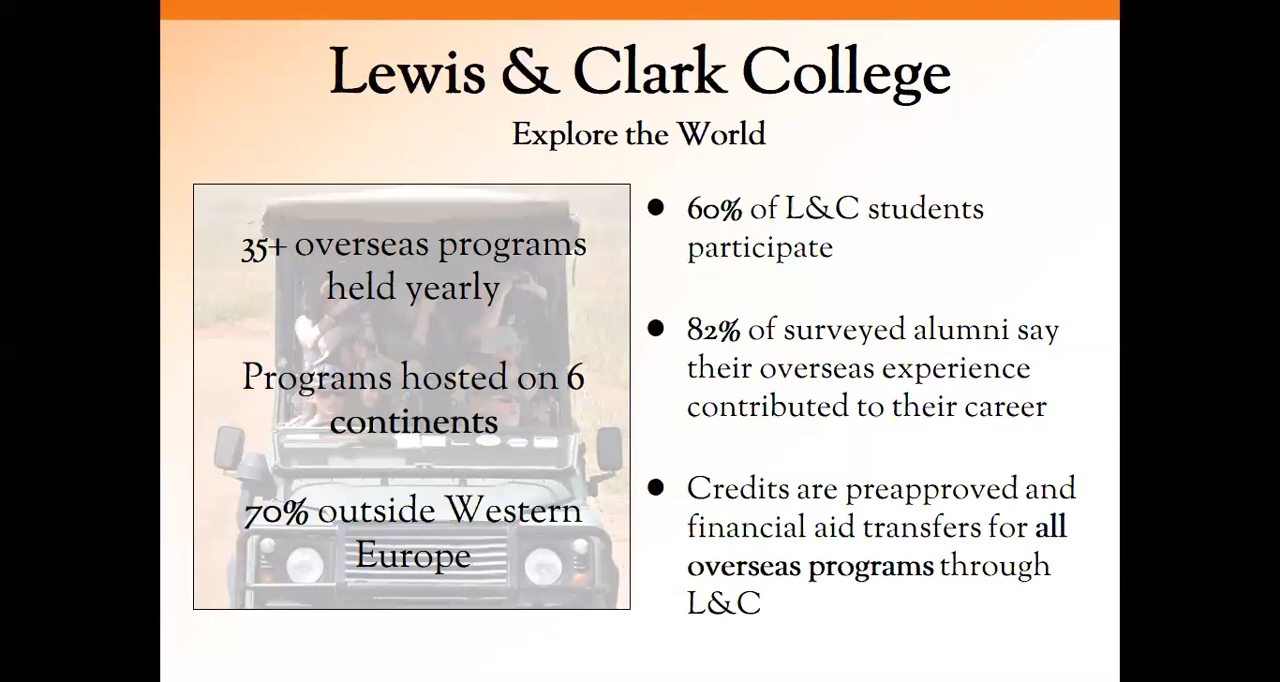 Lewis & Clark College
Explore the World
35+ overseas programs
held yearly
Programs hosted on 6
continents
70% outside Western
Europe
● 60% of L&C students
participate
● 82% of surveyed alumni say
their overseas experience
contributed to their career
● Credits are preapproved and
financial aid transfers for all
overseas programs through
L&C